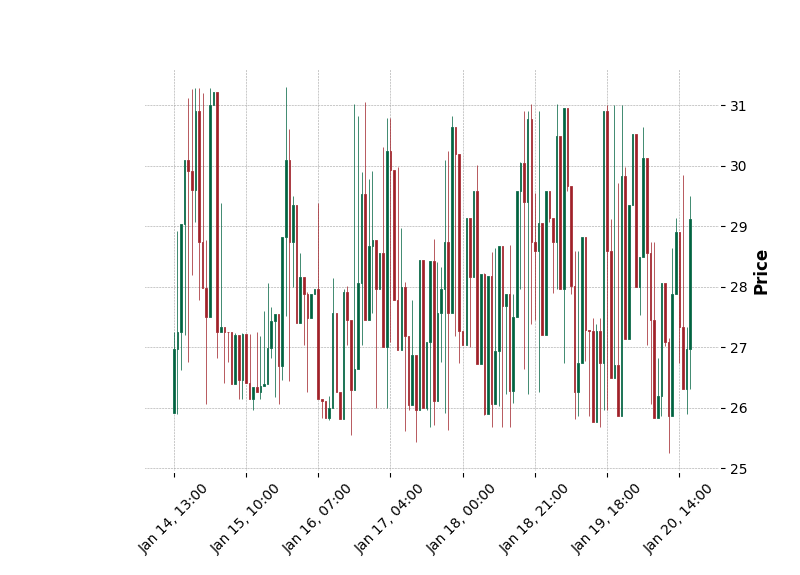 31
30
29
28
27
26
25
Price
Jan 14, 13:00
Jan 15, 10:00
Jan 16, 07:00
Jan 17, 04:00
Jan 18, 00:00
Jan 18, 21:00
Jan 19, 18:00
Jan 20, 14:00